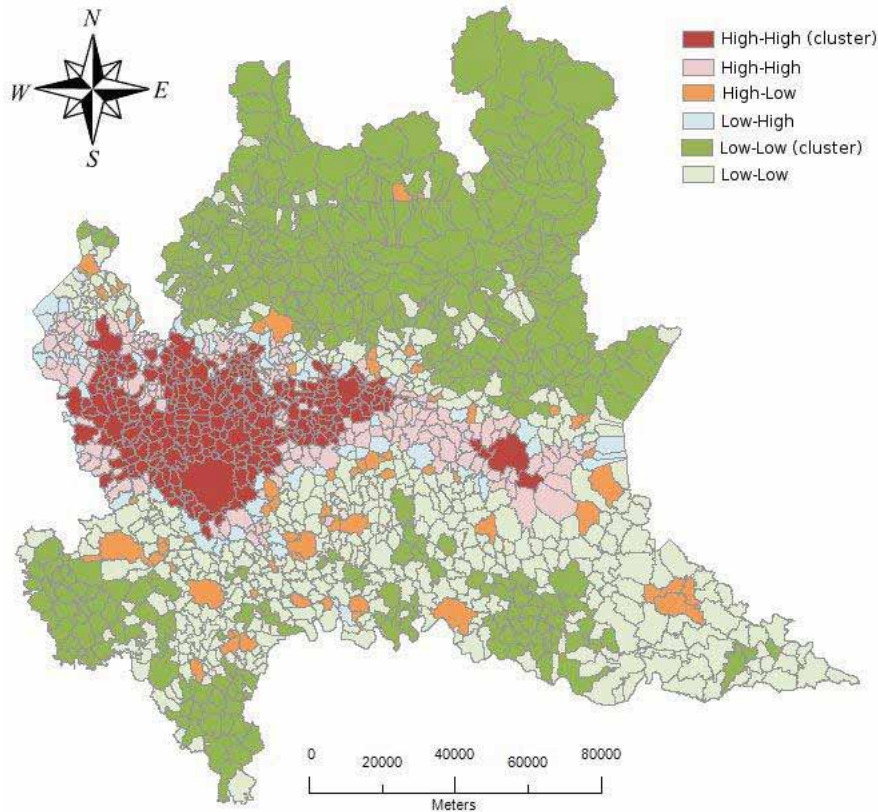 N
W E
S
High-High (cluster)
High-High
High-Low
Low-High
Low-Low (cluster)
Low-Low
0 20000 40000 60000 80000
Meters